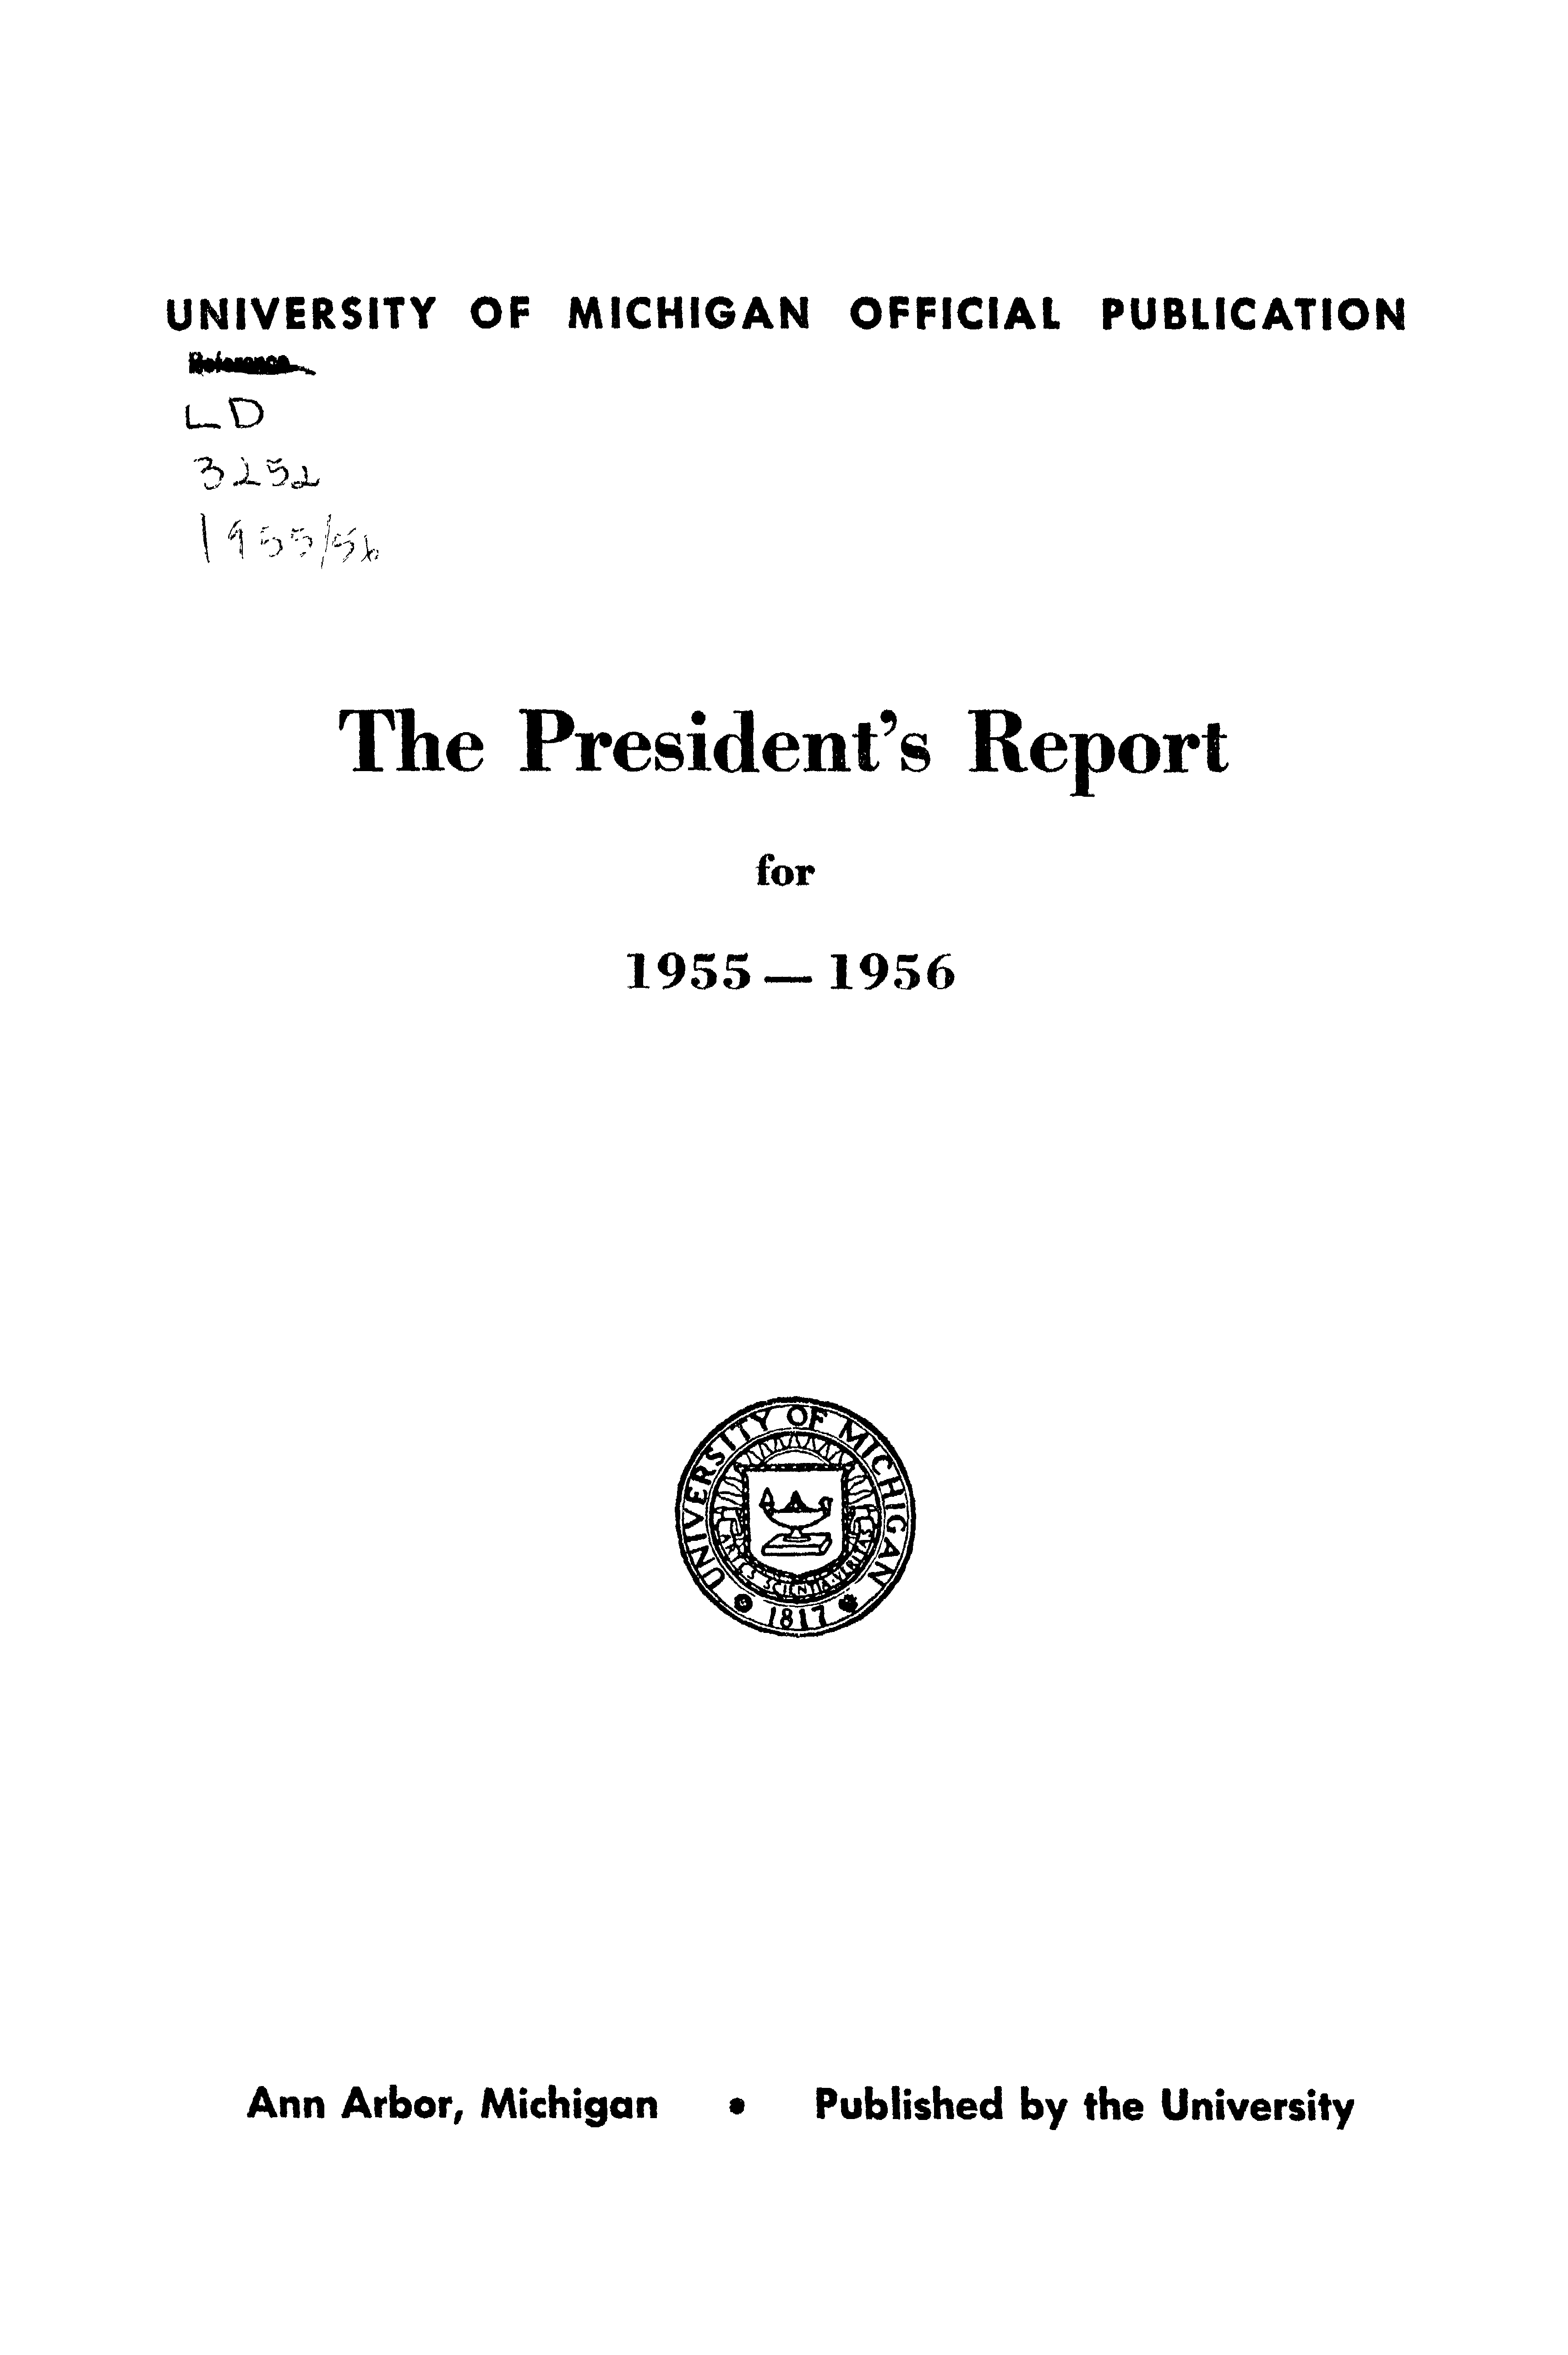 UNIVERSITY OF MICHIGAN OFFICIAL PUBLICATION
Reference
LD
3252
1955/56
The President's Report
for
1955 — 1956
UNIVERSITY OF MICHIGAN
ARTES SCIENTIA VERITAS
1817
Ann Arbor, Michigan • Published by the University